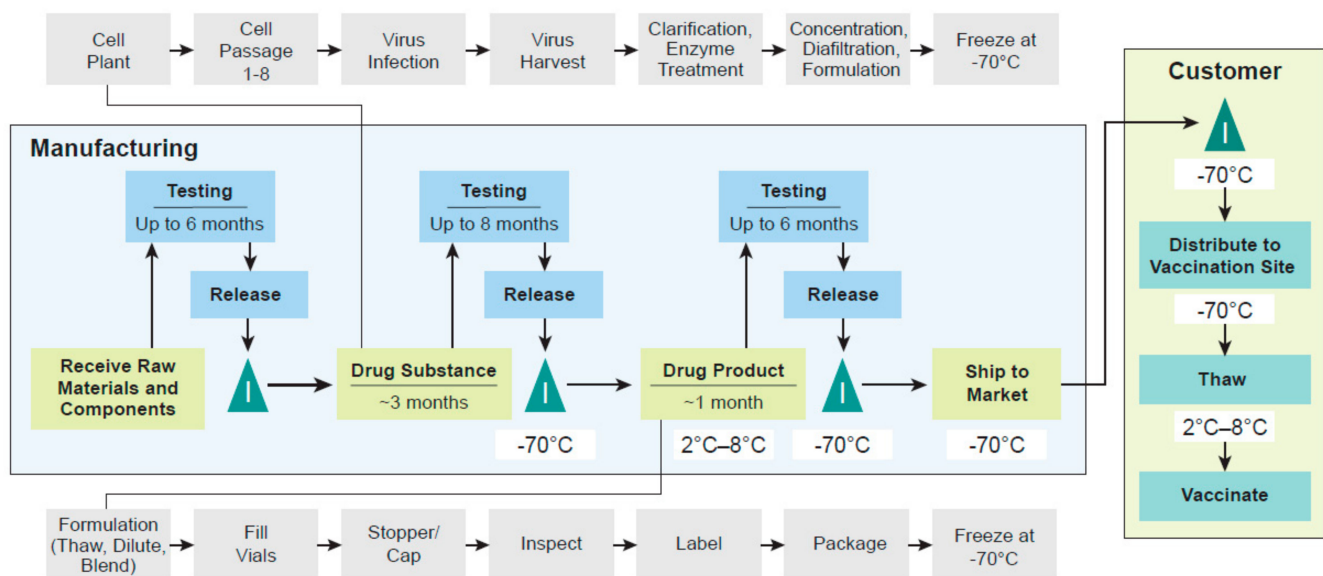 Cell
Plant
Cell
Passage
1-8
Virus
Infection
Virus
Harvest
Clarification,
Enzyme
Treatment
Concentration,
Diafiltration,
Formulation
Freeze at
-70°C
Manufacturing
Testing
Up to 6 months
Release
Receive Raw
Materials and
Components
I
Testing
Up to 8 months
Release
Drug Substance
~3 months
I
-70°C
Testing
Up to 6 months
Release
Drug Product
~1 month
2°C–8°C
I
-70°C
Ship to
Market
-70°C
Customer
I
-70°C
Distribute to
Vaccination Site
-70°C
Thaw
2°C–8°C
Vaccinate
Formulation
(Thaw, Dilute,
Blend)
Fill
Vials
Stopper/
Cap
Inspect
Label
Package
Freeze at
-70°C